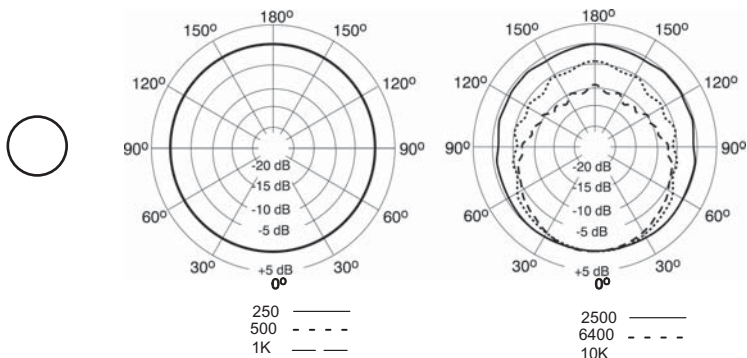 180º 180º
150º 150º 150º 150º
120º 120º 120º 120º
90º 90º 90º 90º
-20 dB -20 dB
-15 dB -15 dB
60º 60º 60º 60º
-10 dB -10 dB
-5 dB -5 dB
30º 30º 30º 30º
+5 dB +5 dB
0º 0º
250 2500
500 6400
1K 10K